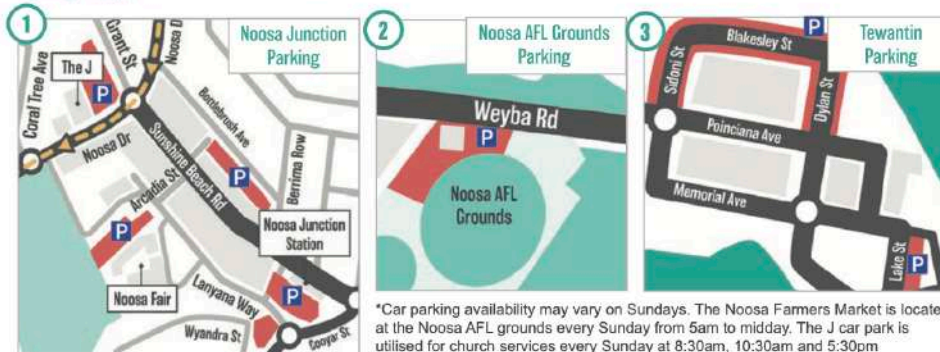 1
Noosa Junction
Parking
Coral Tree Ave
Grant St
Noosa D
The J
P
Noosa Dr
Sunshine Beach Rd
Bottlebrush Ave
P
Berrima Row
Arcadia St
P
Noosa Junction
Station
Noosa Fair
Lanyana Way
P
Wyandra St
Cooyar St
2
Noosa AFL Grounds
Parking
Weyba Rd
P
Noosa AFL
Grounds
3
Tewantin
Parking
P
Blakesley St
Sidoni St
Dylan St
Poinciana Ave
Memorial Ave
Lake St
P
*Car parking availability may vary on Sundays. The Noosa Farmers Market is locate
at the Noosa AFL grounds every Sunday from 5am to midday. The J car park is
utilised for church services every Sunday at 8:30am, 10:30am and 5:30pm